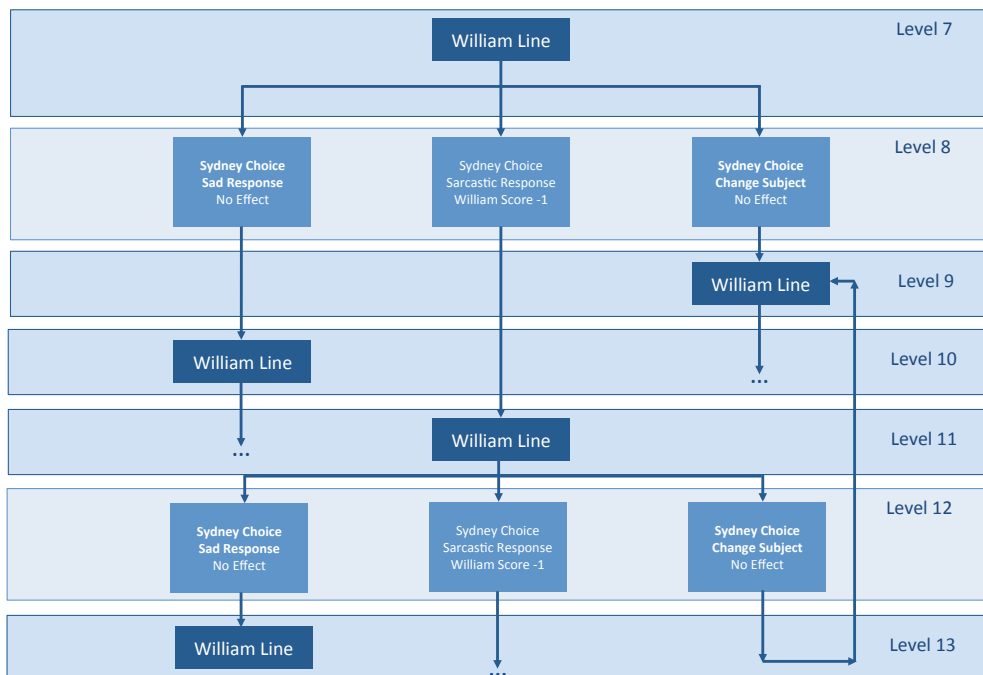 William Line
Level 7
Level 8
Sydney Choice
Sad Response
No Effect
Sydney Choice
Sarcastic Response
William Score -1
Sydney Choice
Change Subject
No Effect
William Line
Level 9
William Line
...
Level 10
...
William Line
Level 11
Level 12
Sydney Choice
Sad Response
No Effect
Sydney Choice
Sarcastic Response
William Score -1
Sydney Choice
Change Subject
No Effect
William Line
...
Level 13